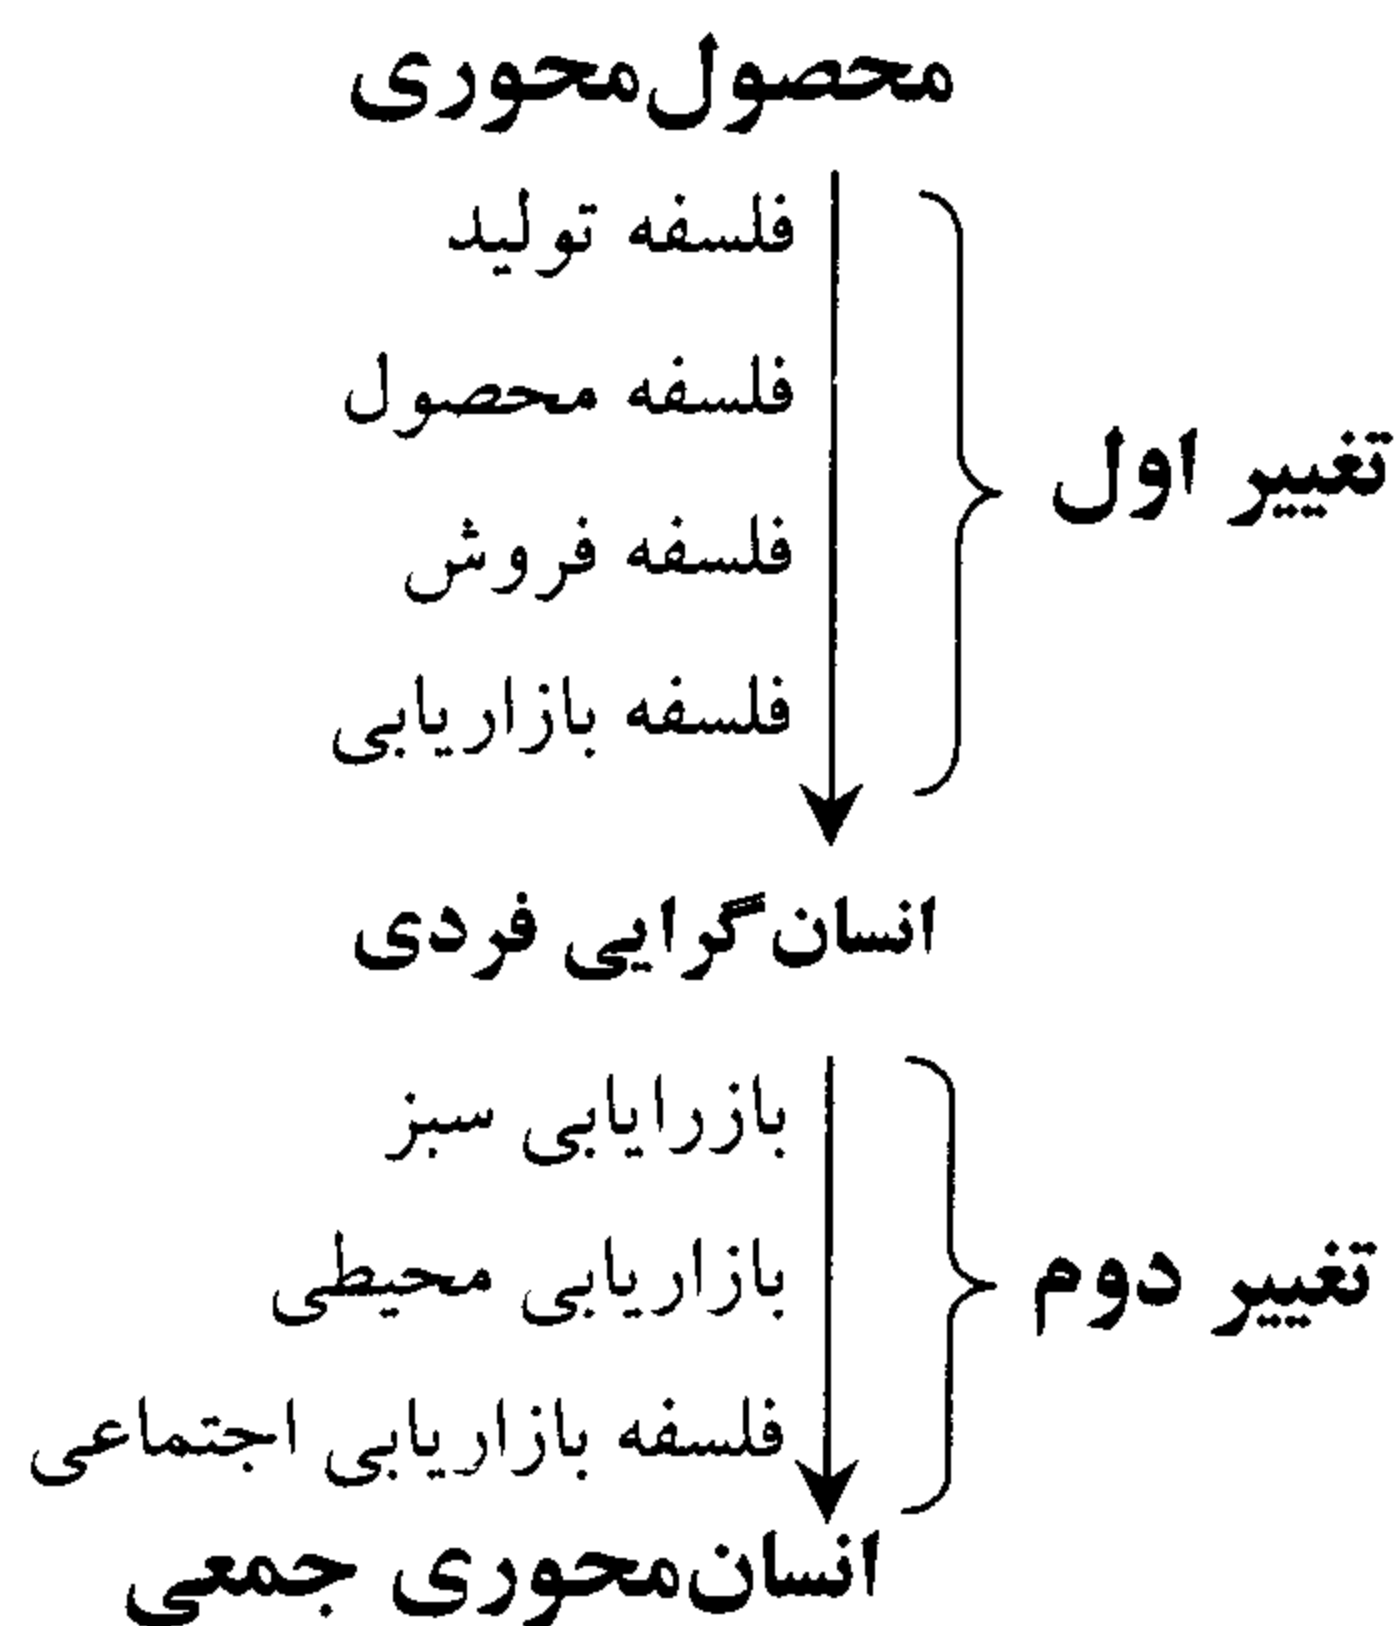 محصول‌محوری
فلسفه تولید
فلسفه محصول
تغییر اول
فلسفه فروش
فلسفه بازاریابی
انسان‌گرایی فردی
بازرایابی سبز
تغییر دوم
بازاریابی محیطی
فلسفه بازاریابی اجتماعی
انسان‌محوری جمعی